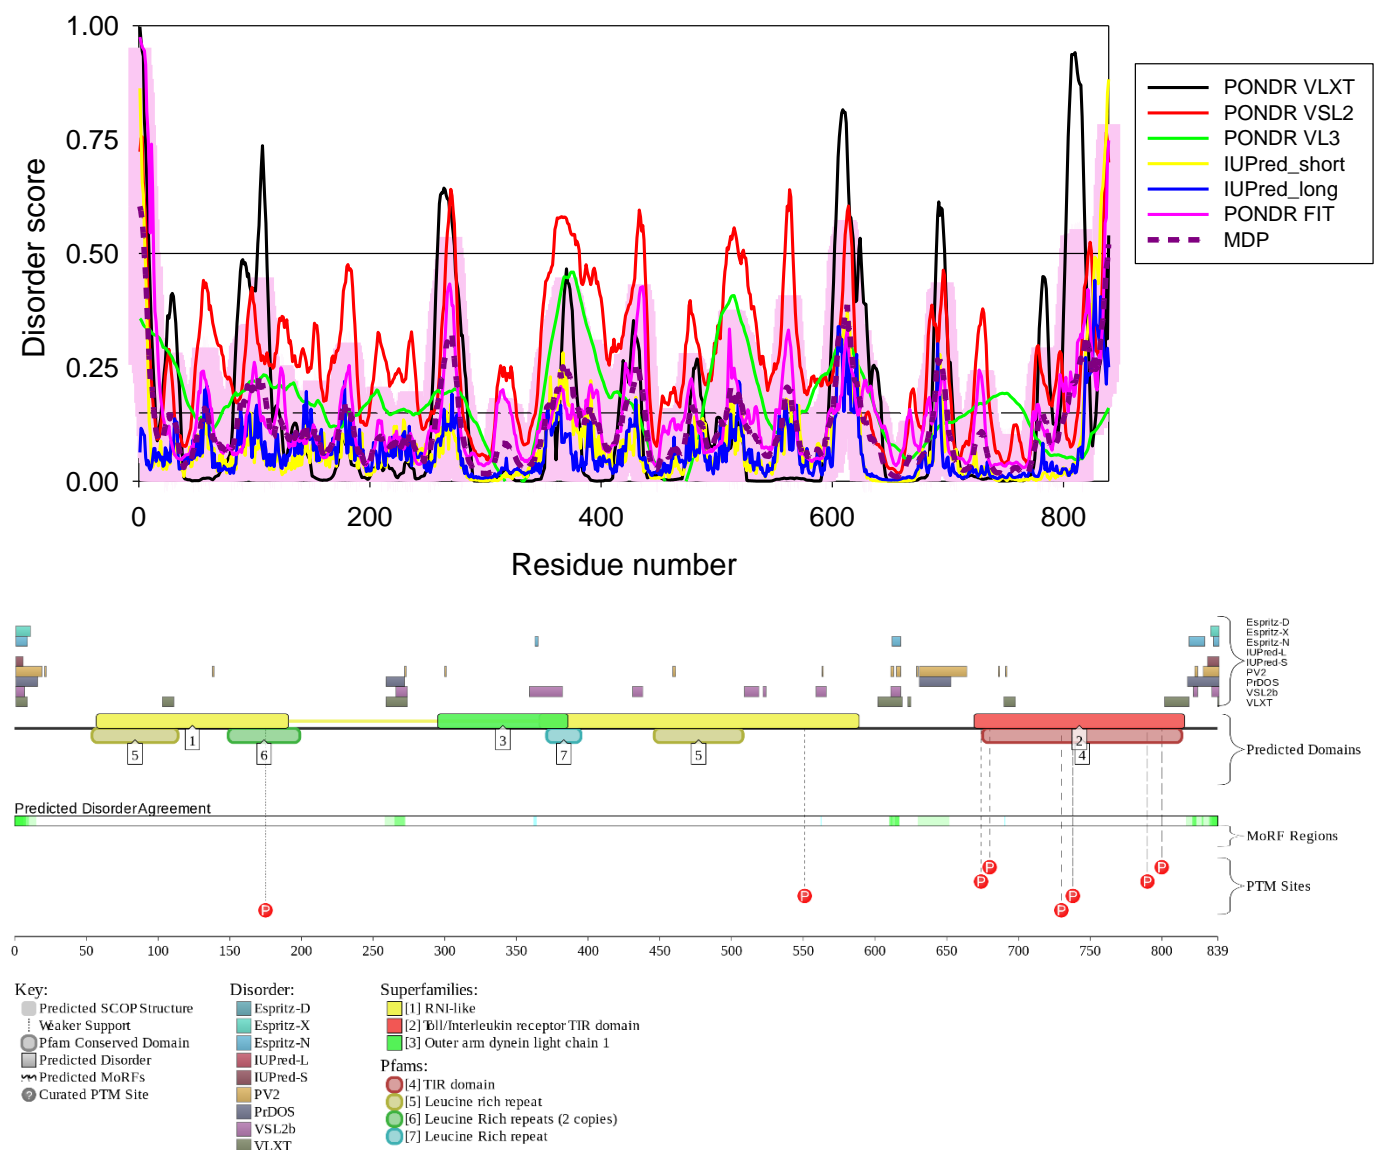 1.00
0.75
0.50
0.25
0.00
Disorder score
0
200
400
600
800
Residue number
PONDR VLXT
PONDR VSL2
PONDR VL3
IUPred_short
IUPred_long
PONDR FIT
MDP
Espritz-D
Espritz-X
Espritz-N
IUPred-L
IUPred-S
PV2
PrDOS
VSL2b
VLXT
5
1
6
3
7
5
2
4
Predicted Domains
Predicted Disorder Agreement
MoRF Regions
P
P
P
P
P
P
P
P
PTM Sites
0
50
100
150
200
250
300
350
400
450
500
550
600
650
700
750
800
839
Key:
Predicted SCOP Structure
Weaker Support
Pfam Conserved Domain
Predicted Disorder
Predicted MoRFs
? Curated PTM Site
Disorder:
Espritz-D
Espritz-X
Espritz-N
IUPred-L
IUPred-S
PV2
PrDOS
VSL2b
VLXT
Superfamilies:
[1] RNI-like
[2] Toll/Interleukin receptor TIR domain
[3] Outer arm dynein light chain 1
Pfams:
[4] TIR domain
[5] Leucine rich repeat
[6] Leucine Rich repeats (2 copies)
[7] Leucine Rich repeat